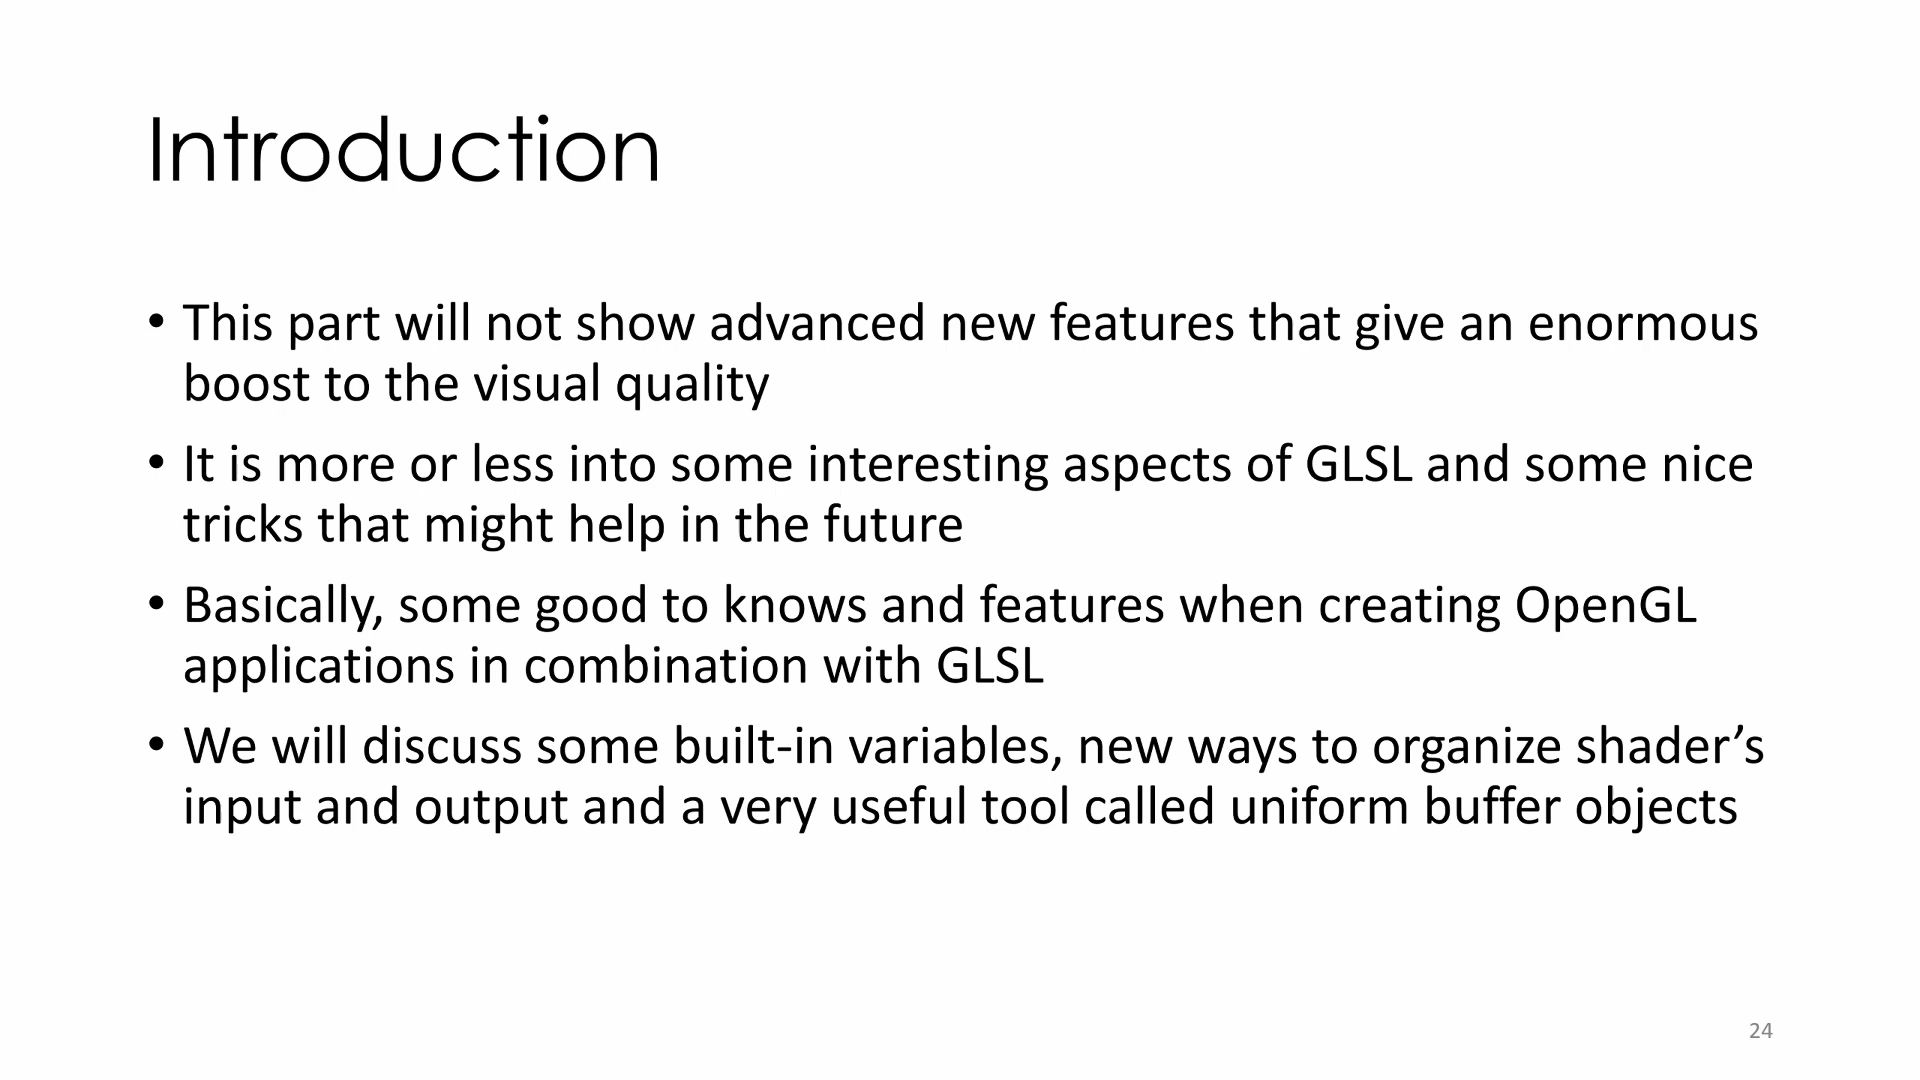 Introduction
• This part will not show advanced new features that give an enormous
boost to the visual quality
• It is more or less into some interesting aspects of GLSL and some nice
tricks that might help in the future
• Basically, some good to knows and features when creating OpenGL
applications in combination with GLSL
• We will discuss some built-in variables, new ways to organize shader’s
input and output and a very useful tool called uniform buffer objects
24